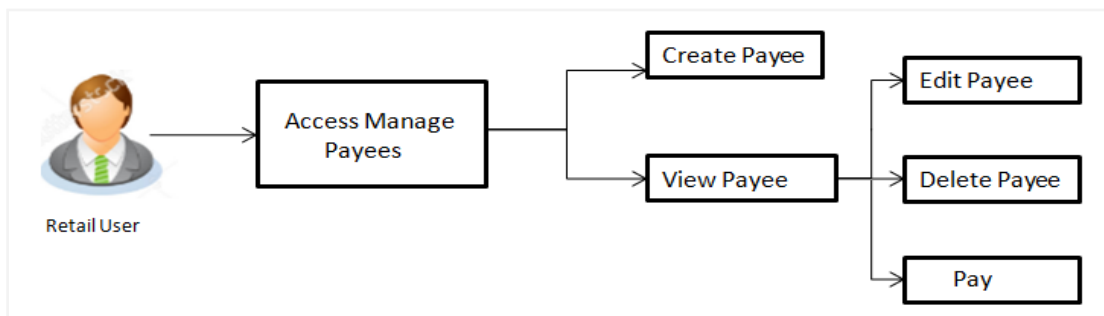 Create Payee
Edit Payee
Access Manage
Payees
View Payee
Delete Payee
Retail User
Pay